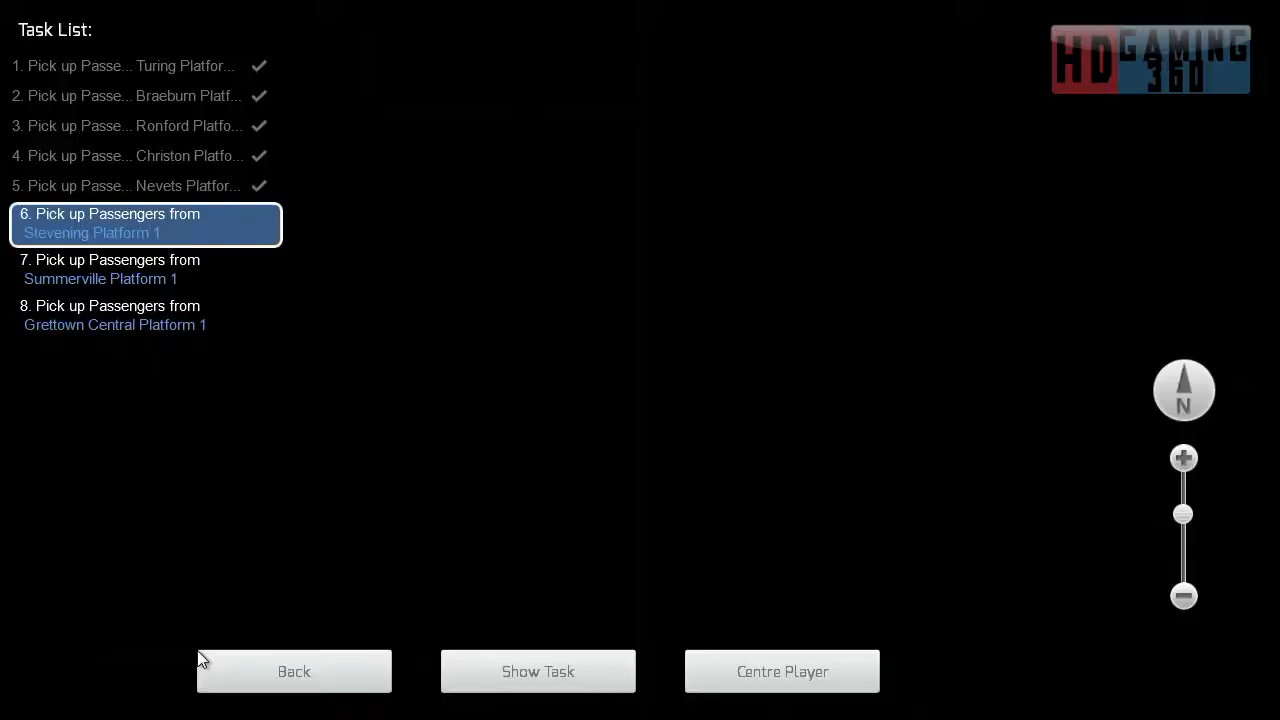 Task List:
1. Pick up Passe... Turing Platfor...
2. Pick up Passe... Braeburn Platf...
3. Pick up Passe... Ronford Platfo...
4. Pick up Passe... Christon Platfo...
5. Pick up Passe... Nevets Platfor...
6. Pick up Passengers from
Stevening Platform 1
7. Pick up Passengers from
Summerville Platform 1
8. Pick up Passengers from
Grettown Central Platform 1
HD GAMING
360
N
Back
Show Task
Centre Player